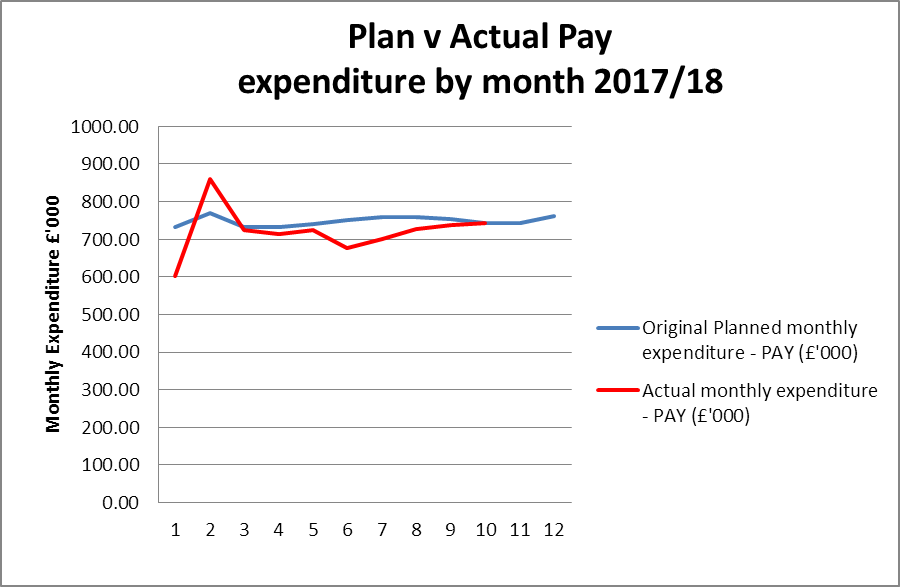 Plan v Actual Pay
expenditure by month 2017/18
1000.00
900.00
800.00
700.00
600.00
500.00
400.00
300.00
200.00
100.00
0.00
Monthly Expenditure £'000
1 2 3 4 5 6 7 8 9 10 11 12
Original Planned monthly
expenditure - PAY (£'000)
Actual monthly expenditure
- PAY (£'000)